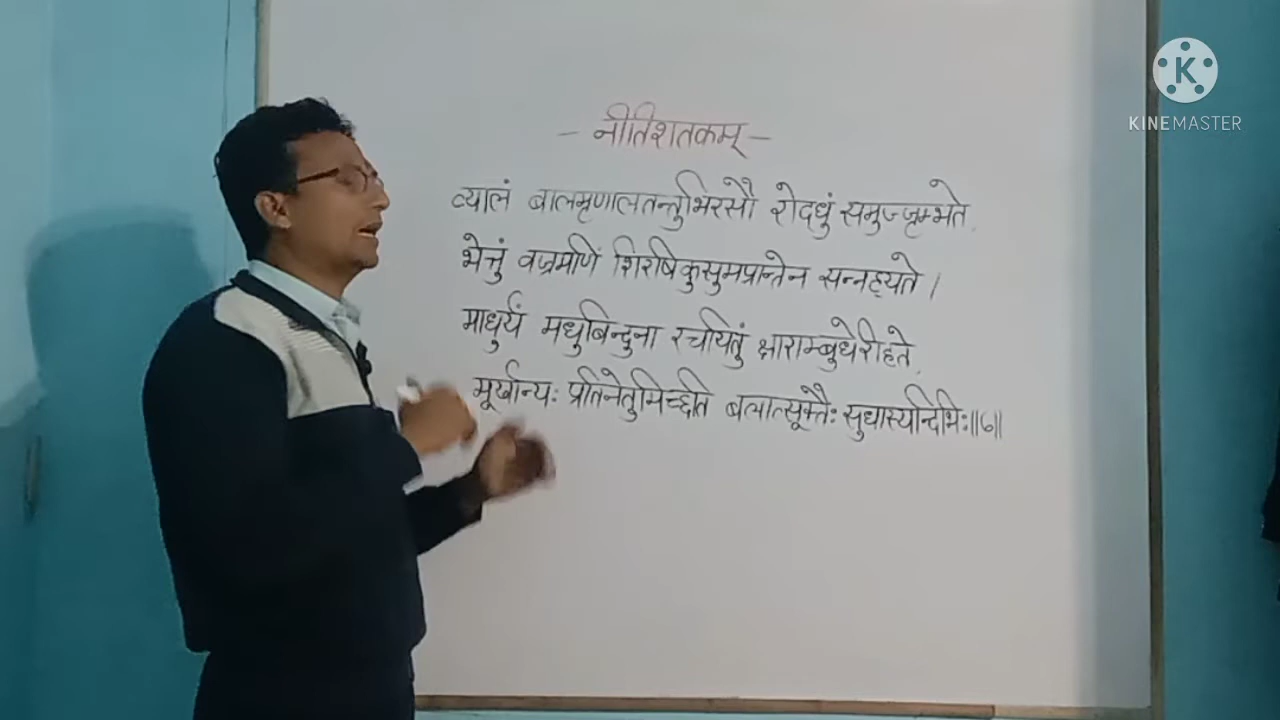 - नीतिशतकम् -
व्यालं बालमृणालतन्तुभिरसौ रोद्धुं समुज्जृम्भते,
भेत्तुं वज्रमणिं शिरीषकुसुमप्रान्तेन सन्नह्यते ।
माधुर्यं मधुबिन्दुना रचयितुं क्षाराम्बुधेरीहते,
मूर्खान्यः प्रतिनेतुमिच्छति बलात्सूक्तैः सुधास्यन्दिभिः॥७॥
K
KINEMASTER